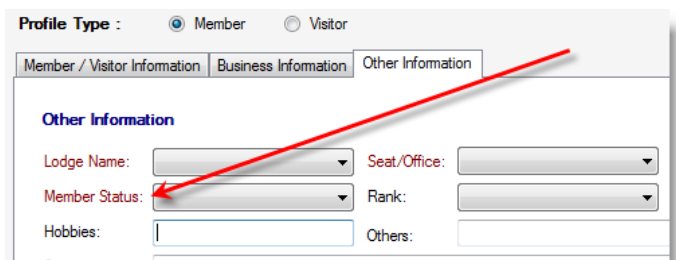 Profile Type : Member Visitor
Member / Visitor Information Business Information Other Information
Other Information
Lodge Name: Seat/Office:
Member Status: Rank:
Hobbies: Others: